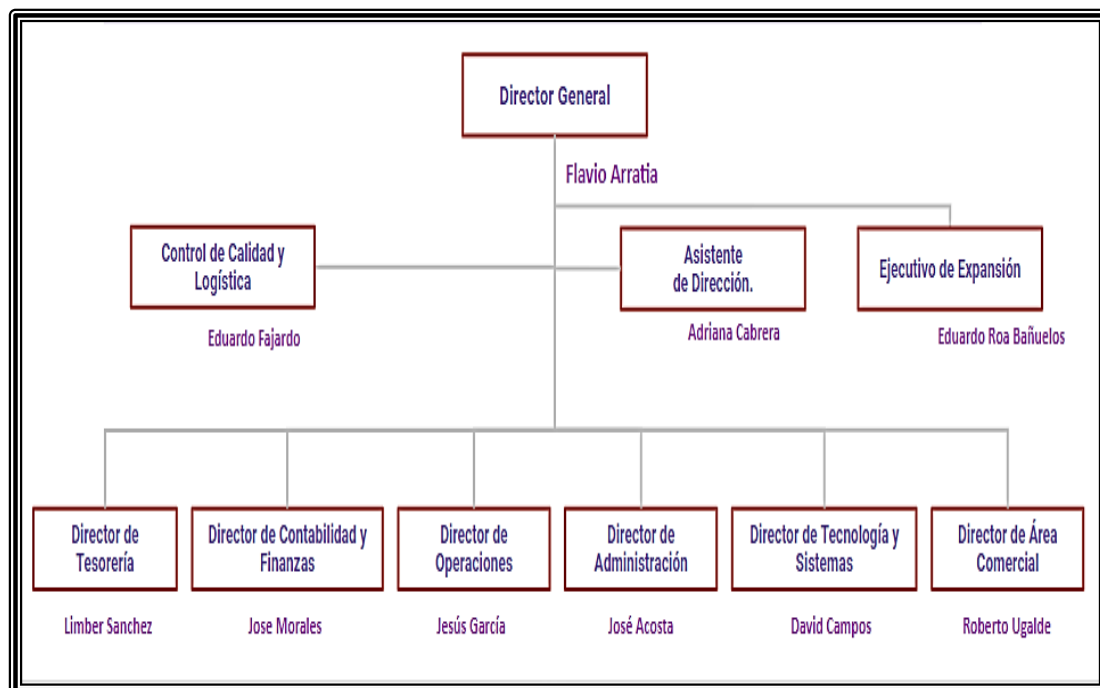 Director General
Flavio Arratia
Control de Calidad y
Logística
Eduardo Fajardo
Asistente
de Dirección.
Adriana Cabrera
Ejecutivo de Expansión
Eduardo Roa Bañuelos
Director de
Tesorería
Limber Sanchez
Director de Contabilidad y
Finanzas
Jose Morales
Director de
Operaciones
Jesús García
Director de
Administración
José Acosta
Director de Tecnología y
Sistemas
David Campos
Director de Área
Comercial
Roberto Ugalde